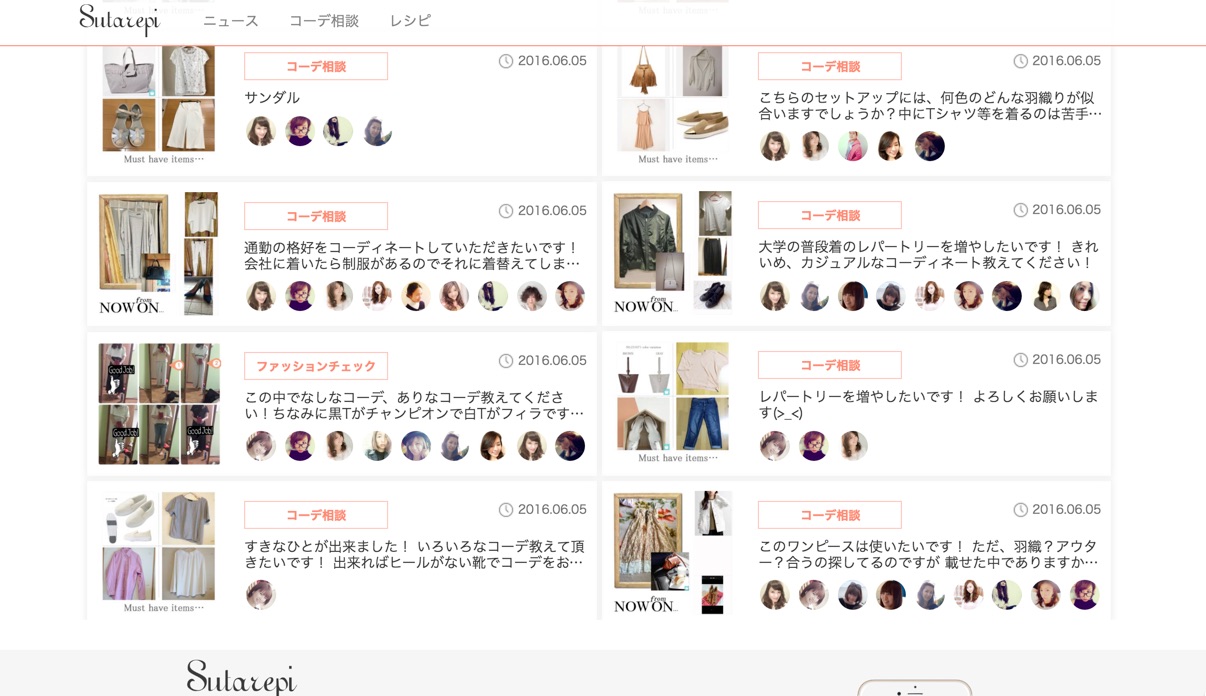 Sutarepi
ニュース
コーデ相談
レシピ
コーデ相談
2016.06.05
サンダル
Must have items…
コーデ相談
2016.06.05
こちらのセットアップには、何色のどんな羽織りが似
合いますでしょうか？中にTシャツ等を着るのは苦手…
Must have items…
コーデ相談
2016.06.05
通勤の格好をコーディネートしていただきたいです！
会社に着いたら制服があるのでそれに着替えてしま…
from
NOW ON...
コーデ相談
2016.06.05
大学の普段着のレパートリーを増やしたいです！ きれ
いめ、カジュアルなコーディネート教えてください！
from
NOW ON...
ファッションチェック
2016.06.05
この中でなしなコーデ、ありなコーデ教えてくださ
い！ちなみに黒Tがチャンピオンで白Tがフィラです…
Good Job!
Good Job!
Good Job!
コーデ相談
2016.06.05
レパートリーを増やしたいです！ よろしくお願いしま
す(>_<)
Must have items…
コーデ相談
2016.06.05
すきなひとが出来ました！ いろいろなコーデ教えて頂
きたいです！ 出来ればヒールがない靴でコーデをお…
Must have items…
コーデ相談
2016.06.05
このワンピースは使いたいです！ ただ、羽織？アウタ
ー？合うの探してるのですが 載せた中でありますか…
from
NOW ON...
Sutarepi